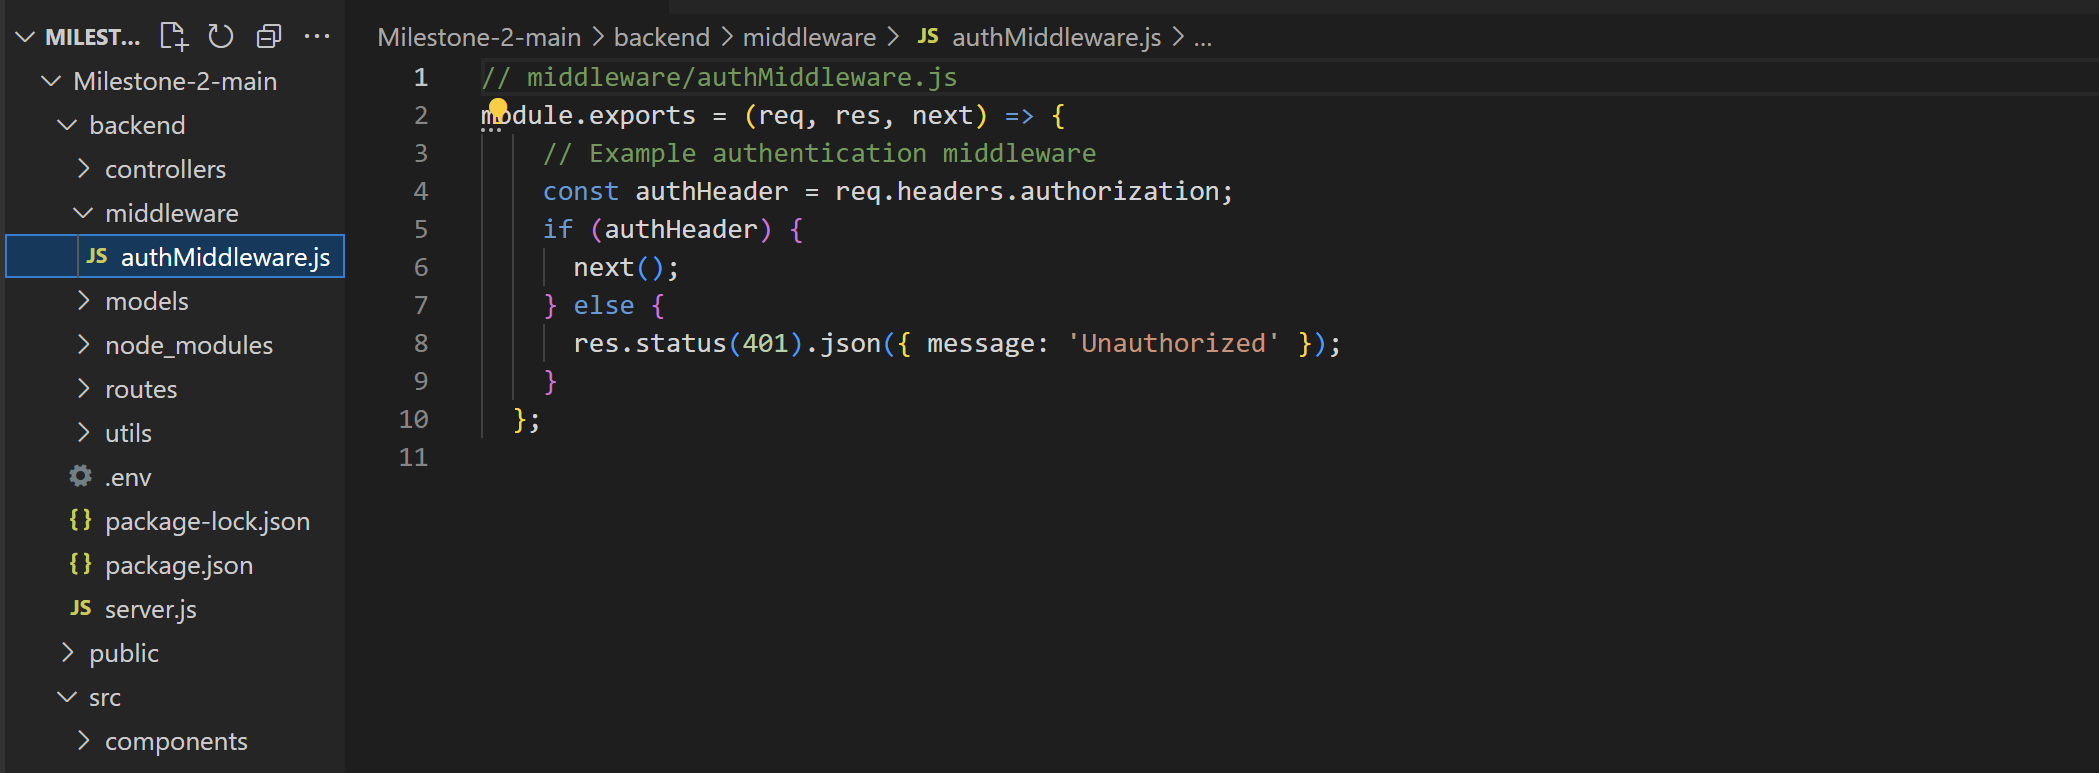 MILEST...
Milestone-2-main
backend
controllers
middleware
JS authMiddleware.js
models
node_modules
routes
utils
.env
{} package-lock.json
{} package.json
JS server.js
public
src
components
Milestone-2-main > backend > middleware > JS authMiddleware.js > ...
1 // middleware/authMiddleware.js
2 module.exports = (req, res, next) => {
3 // Example authentication middleware
4 const authHeader = req.headers.authorization;
5 if (authHeader) {
6 next();
7 } else {
8 res.status(401).json({ message: 'Unauthorized' });
9 }
10 };
11